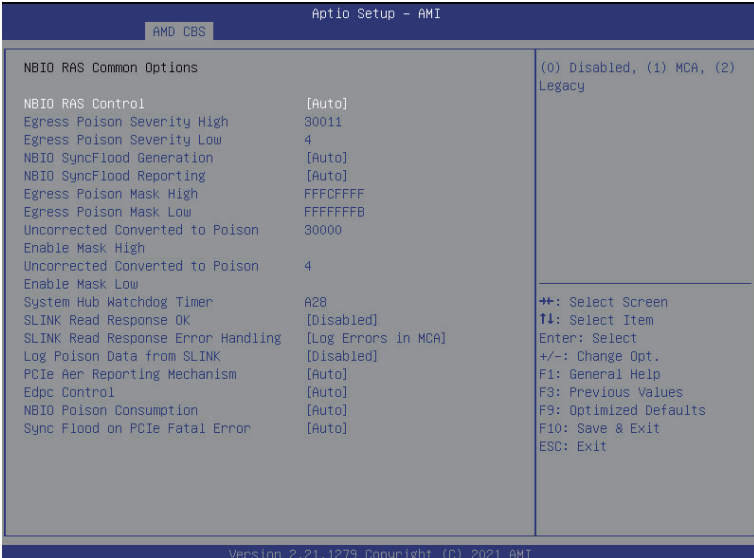 Aptio Setup – AMI
AMD CBS
NBIO RAS Common Options
(0) Disabled, (1) MCA, (2)
Legacy
NBIO RAS Control [Auto]
Egress Poison Severity High 30011
Egress Poison Severity Low 4
NBIO SyncFlood Generation [Auto]
NBIO SyncFlood Reporting [Auto]
Egress Poison Mask High FFFCFFFF
Egress Poison Mask Low FFFFFFFB
Uncorrected Converted to Poison 30000
Enable Mask High
Uncorrected Converted to Poison 4
Enable Mask Low
System Hub Watchdog Timer A28
SLINK Read Response OK [Disabled]
SLINK Read Response Error Handling [Log Errors in MCA]
Log Poison Data from SLINK [Disabled]
PCIe Aer Reporting Mechanism [Auto]
Edpc Control [Auto]
NBIO Poison Consumption [Auto]
Sync Flood on PCIe Fatal Error [Auto]
→←: Select Screen
↑↓: Select Item
Enter: Select
+/-: Change Opt.
F1: General Help
F3: Previous Values
F9: Optimized Defaults
F10: Save & Exit
ESC: Exit
Version 2.21.1279 Copyright (C) 2021 AMI